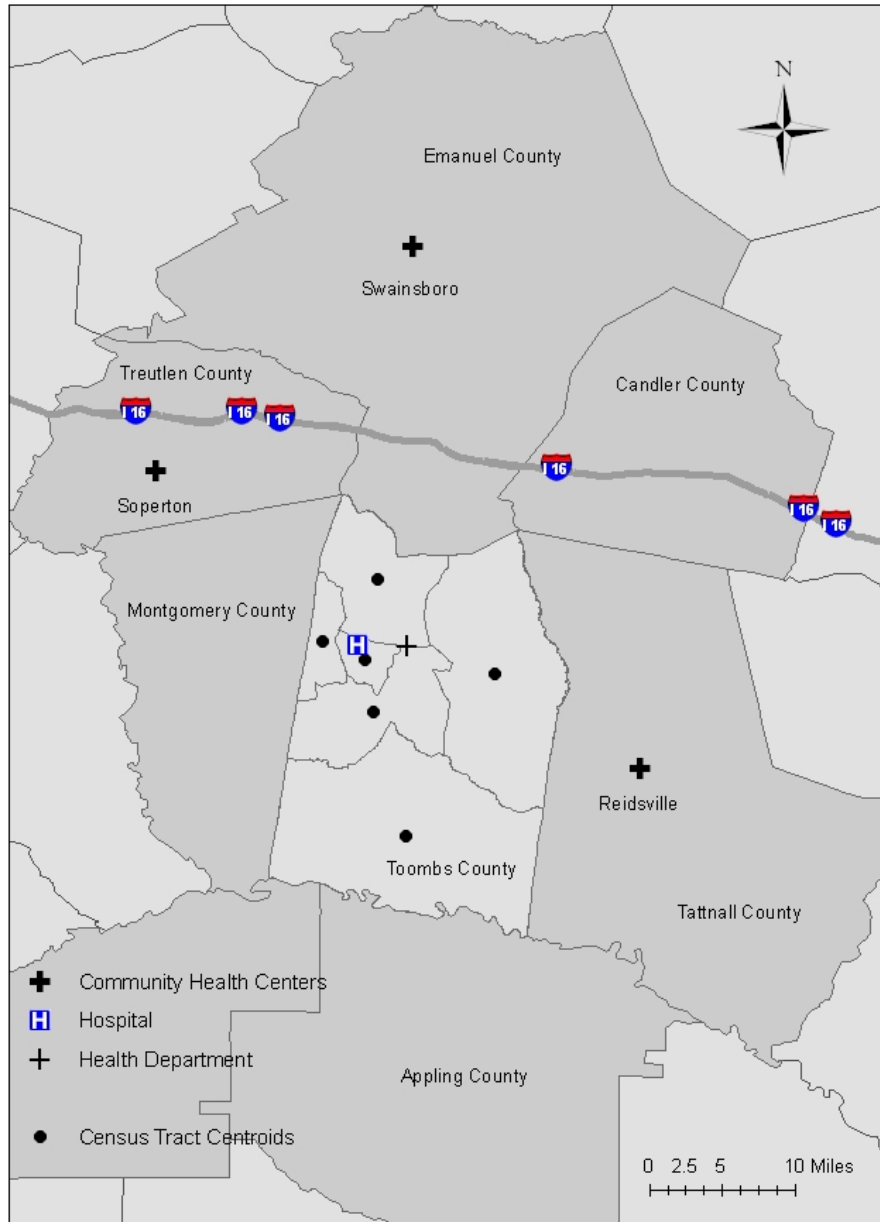 N
Emanuel County
Swainsboro
Treutlen County
Candler County
I 16
I 16
I 16
I 16
Soperton
I 16
I 16
Montgomery County
H
Reidsville
Toombs County
Tattnall County
Community Health Centers
H Hospital
Health Department
Appling County
Census Tract Centroids
0 2.5 5 10 Miles